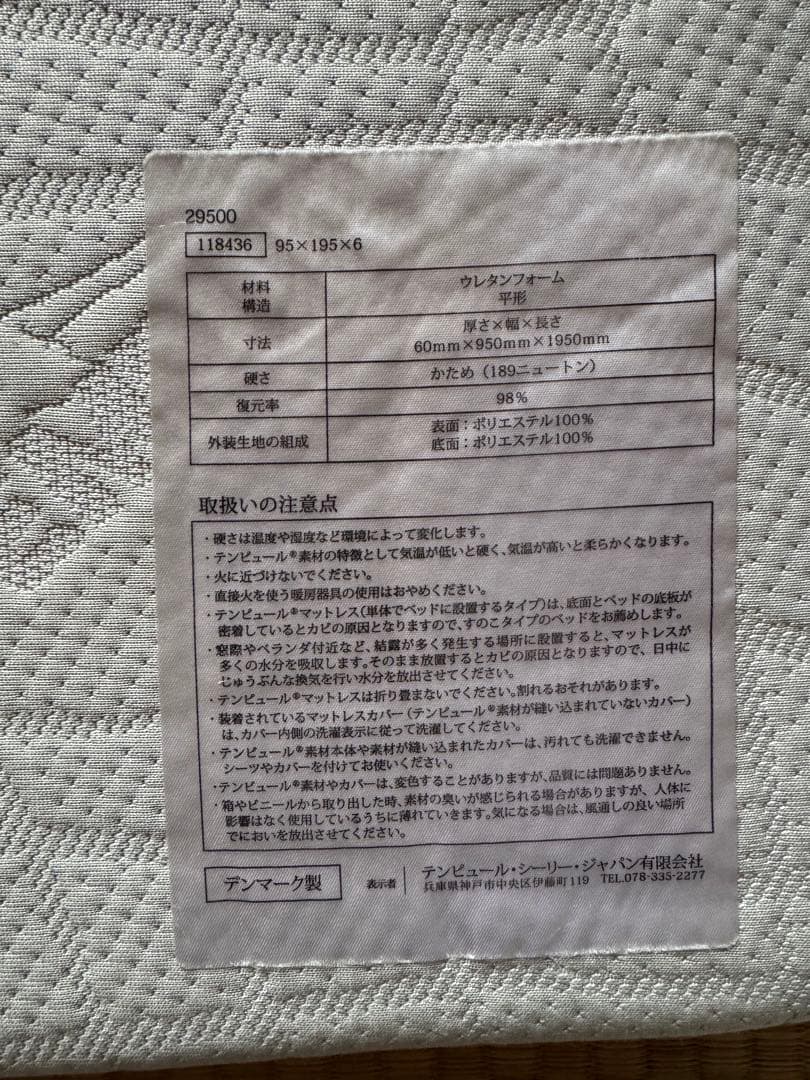 29500
118436 95×195×6
材料
構造
ウレタンフォーム
平形
寸法
厚さ×幅×長さ
60mm×950mm×1950mm
硬さ
かため（189ニュートン）
復元率
98%
外装生地の組成
表面：ポリエステル100%
底面：ポリエステル100%
取扱いの注意点
・硬さは温度や湿度など環境によって変化します。
・テンピュール®素材の特徴として気温が低いと硬く、気温が高いと柔らかくなります。
・火に近づけないでください。
・直接火を使う暖房器具の使用はおやめください。
・テンピュール®マットレス（単体でベッドに設置するタイプ）は、底面とベッドの底板が
密着しているとカビの原因となりますので、すのこタイプのベッドをお薦めします。
・窓際やベランダ付近など、結露が多く発生する場所に設置すると、マットレスが
多くの水分を吸収します。そのまま放置するとカビの原因となりますので、日中に
じゅうぶんな換気を行い水分を放出させてください。
・テンピュール®マットレスは折り畳まないでください。割れるおそれがあります。
・装着されているマットレスカバー（テンピュール®素材が縫い込まれていないカバー）
は、カバー内側の洗濯表示に従って洗濯してください。
・テンピュール®素材本体や素材が縫い込まれたカバーは、汚れても洗濯できません。
シーツやカバーを付けてお使いください。
・テンピュール®素材やカバーは、変色することがありますが、品質には問題ありません。
・箱やビニールから取り出した時、素材の臭いが感じられる場合がありますが、人体に
影響はなく使用しているうちに薄れていきます。気になる場合は、風通しの良い場所
でにおいを放出させてください。
デンマーク製
表示者
テンピュール・シーリー・ジャパン有限会社
兵庫県神戸市中央区伊藤町119 TEL.078-335-2277